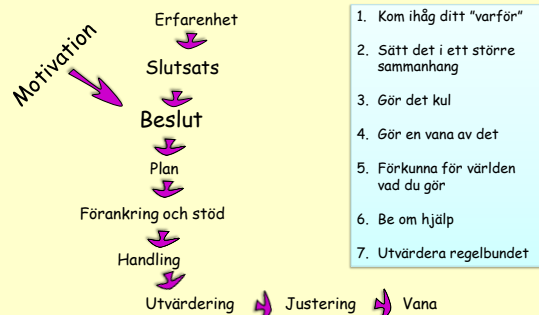 Erfarenhet
Motivation
Slutsats
Beslut
Plan
Förankring och stöd
Handling
Utvärdering Justering Vana
1. Kom ihåg ditt ”varför”
2. Sätt det i ett större
sammanhang
3. Gör det kul
4. Gör en vana av det
5. Förkunna för världen
vad du gör
6. Be om hjälp
7. Utvärdera regelbundet